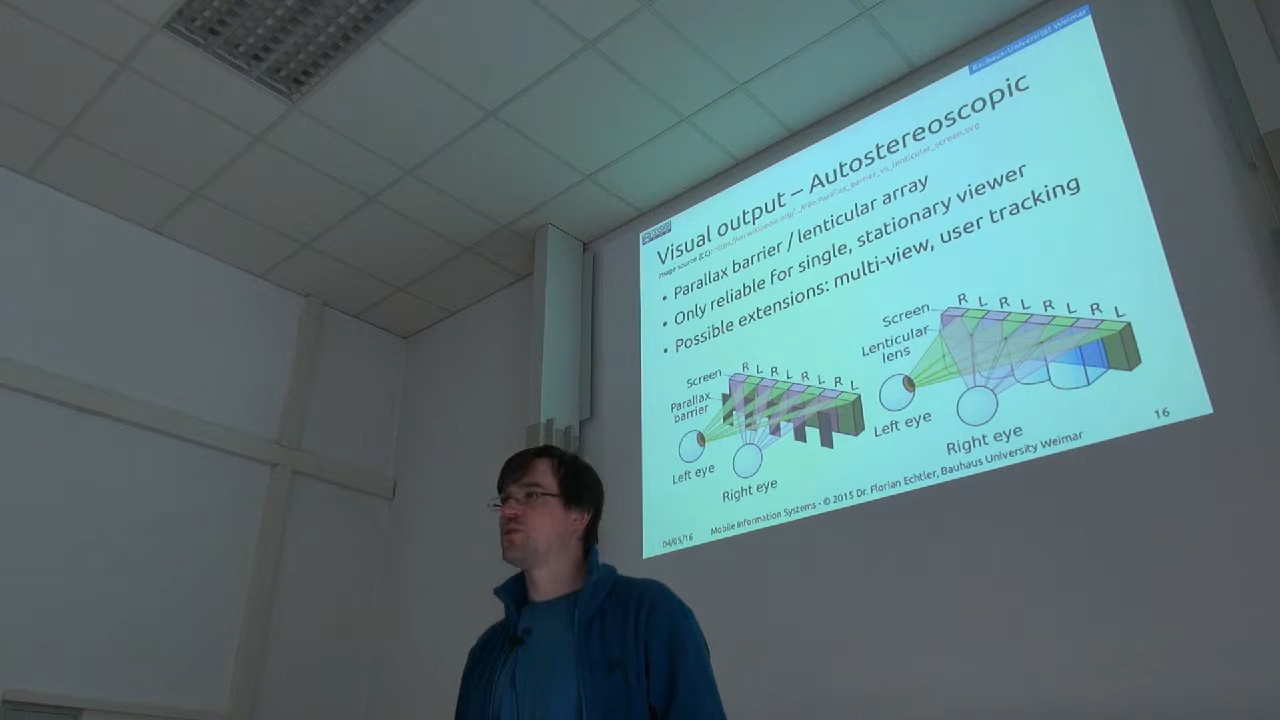 Bauhaus-Universität Weimar
Visual output – Autostereoscopic
Image source (CC): https://en.wikipedia.org/wiki/File:Parallax_barrier_vs_lenticular_screen.svg
• Parallax barrier / lenticular array
• Only reliable for single, stationary viewer
• Possible extensions: multi-view, user tracking
Screen
R L R L R L R L
Parallax
barrier
Left eye
Right eye
Screen
R L R L R L R L
Lenticular
lens
Left eye
Right eye
04/05/16
Mobile Information Systems - © 2015 Dr. Florian Echtler, Bauhaus University Weimar
16